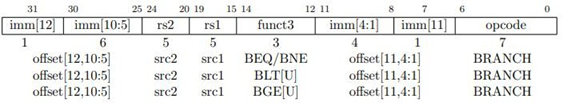 31 30 25 24 20 19 15 14 12 11 8 7 6 0
imm[12] imm[10:5] rs2 rs1 funct3 imm[4:1] imm[11] opcode
1 6 5 5 3 4 1 7
offset[12,10:5] src2 src1 BEQ/BNE offset[11,4:1] BRANCH
offset[12,10:5] src2 src1 BLT[U] offset[11,4:1] BRANCH
offset[12,10:5] src2 src1 BGE[U] offset[11,4:1] BRANCH